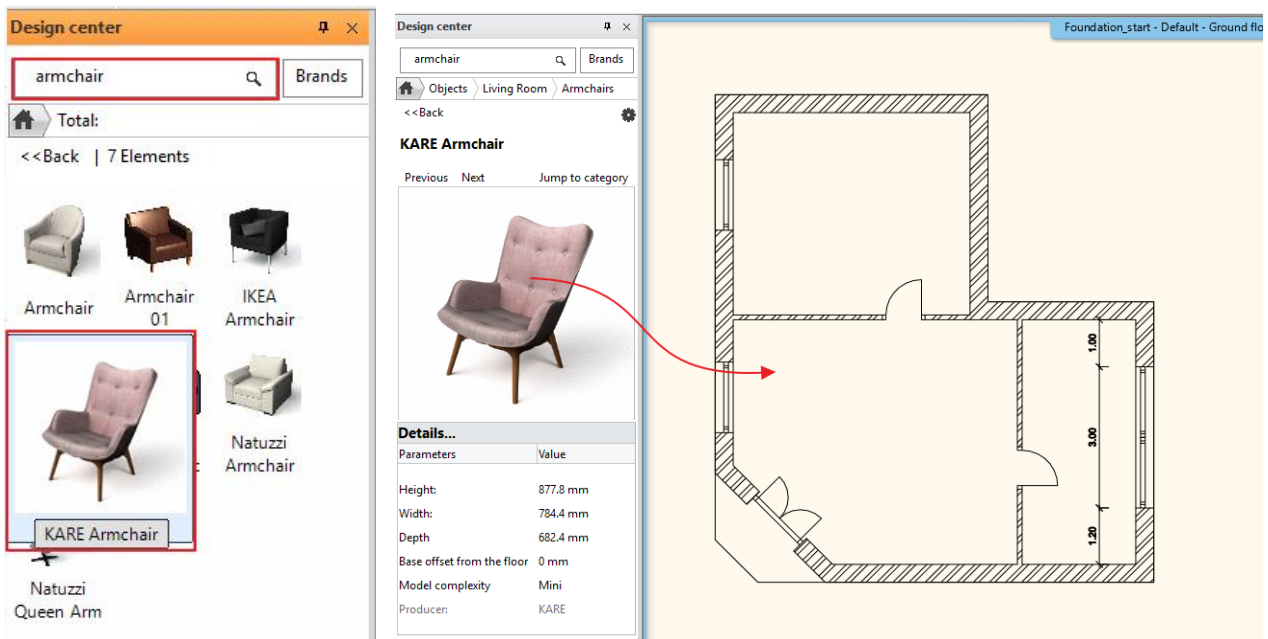 Design center
armchair
Brands
Total:
<<Back | 7 Elements
Armchair
Armchair
01
IKEA
Armchair
KARE Armchair
Natuzzi
Armchair
Natuzzi
Queen Arm
Design center
armchair
Brands
Objects Living Room Armchairs
<<Back
KARE Armchair
Previous Next Jump to category
Details...
Parameters Value
Height: 877.8 mm
Width: 784.4 mm
Depth 682.4 mm
Base offset from the floor 0 mm
Model complexity Mini
Producer: KARE
Foundation_start - Default - Ground flo
1.00
3.00
1.20